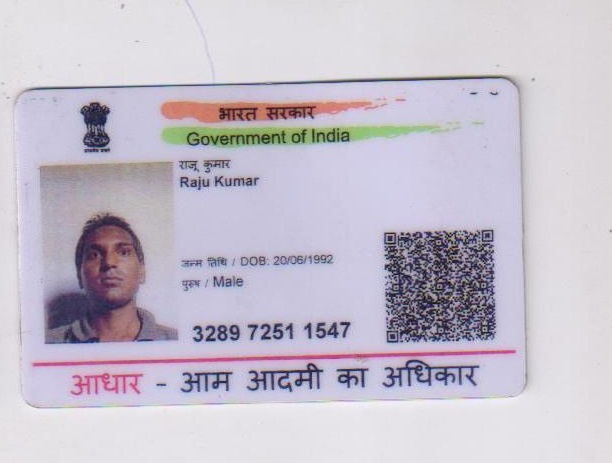 भारत सरकार
Government of India
राजू कुमार
Raju Kumar
जन्म तिथि / DOB: 20/06/1992
पुरुष / Male
3289 7251 1547
आधार - आम आदमी का अधिकार